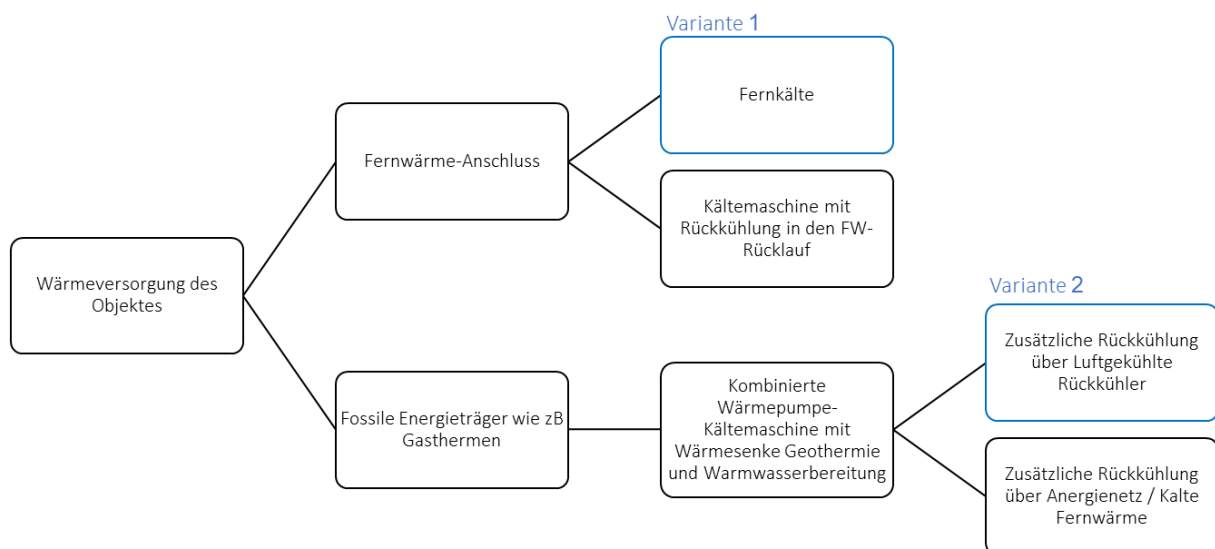 Variante 1
Fernkälte
Fernwärme-Anschluss
Kältemaschine mit
Rückkühlung in den FW-
Rücklauf
Wärmeversorgung des
Objektes
Variante 2
Zusätzliche Rückkühlung
über Luftgekühlte
Rückkühler
Fossile Energieträger wie zB
Gasthermen
Kombinierte
Wärmepumpe-
Kältemaschine mit
Wärmesenke Geothermie
und Warmwasserbereitung
Zusätzliche Rückkühlung
über Anergienetz / Kalte
Fernwärme